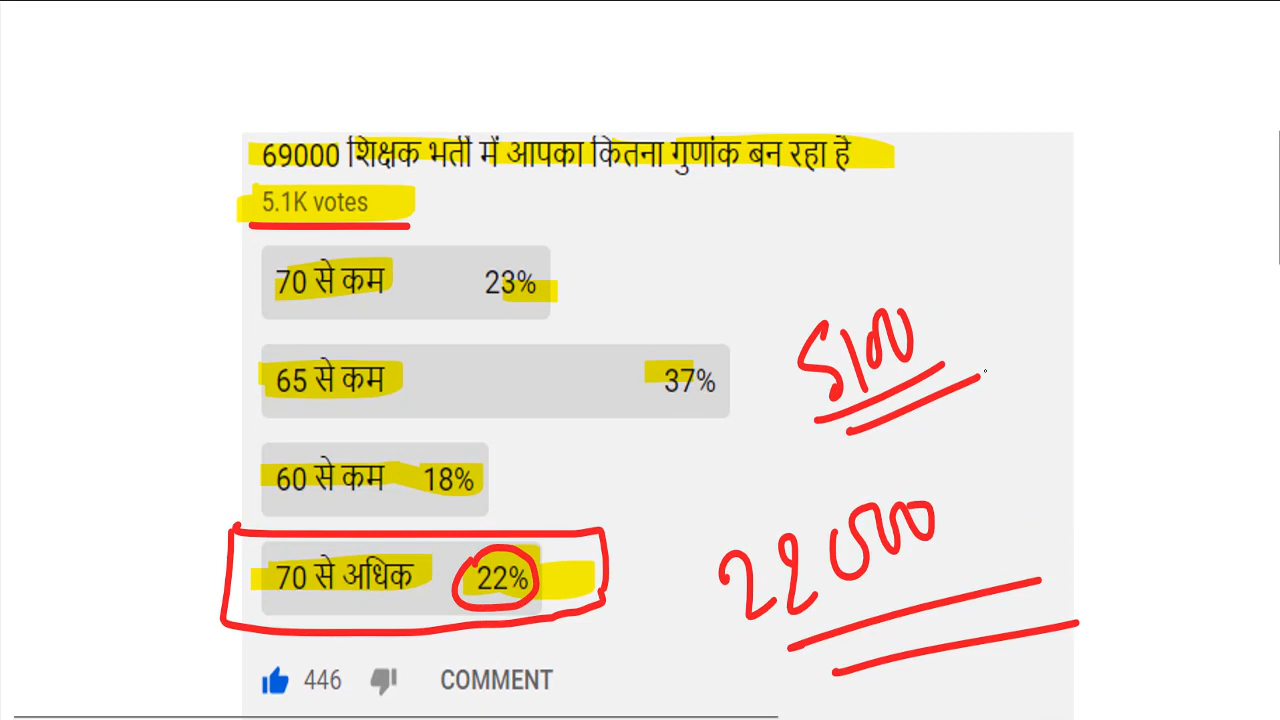 69000 शिक्षक भर्ती में आपका कितना गुणांक बन रहा है
5.1K votes
70 से कम 23%
65 से कम 37%
5100
60 से कम 18%
22000
70 से अधिक 22%
446 COMMENT